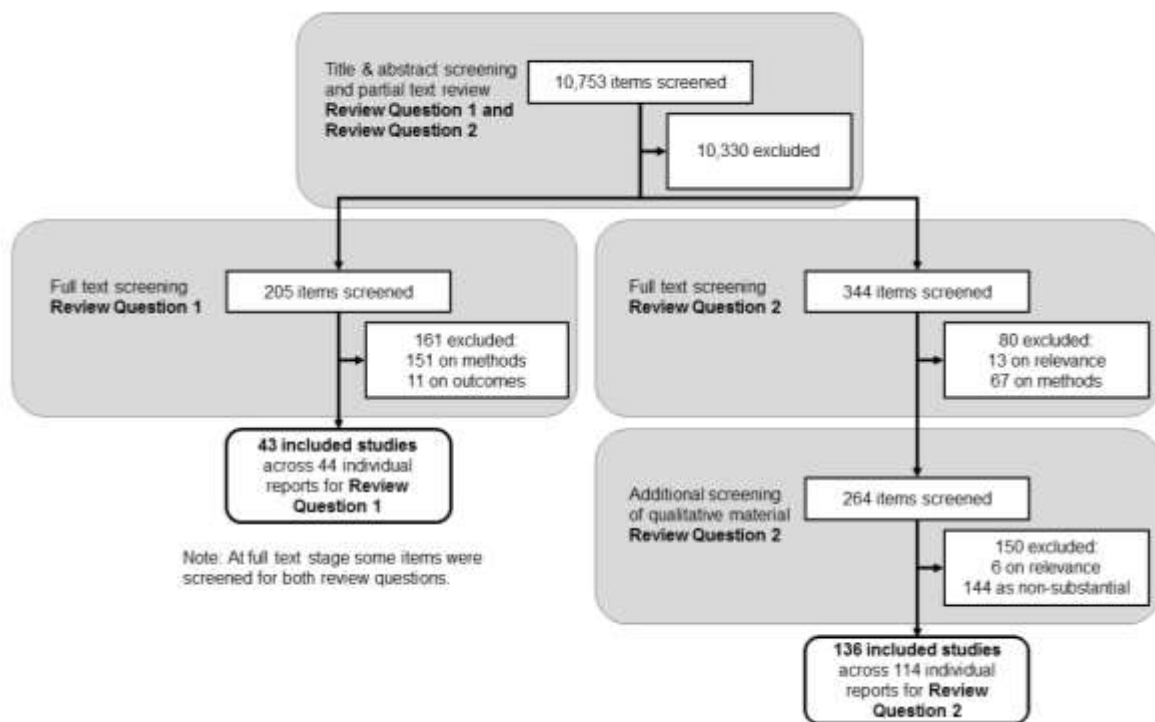 Title & abstract screening
and partial text review
Review Question 1 and
Review Question 2
10,753 items screened
10,330 excluded
Full text screening
Review Question 1
205 items screened
161 excluded:
151 on methods
11 on outcomes
43 included studies
across 44 individual
reports for Review
Question 1
Note: At full text stage some items were
screened for both review questions.
Full text screening
Review Question 2
344 items screened
80 excluded:
13 on relevance
67 on methods
Additional screening
of qualitative material
Review Question 2
264 items screened
150 excluded:
6 on relevance
144 as non-substantial
136 included studies
across 114 individual
reports for Review
Question 2